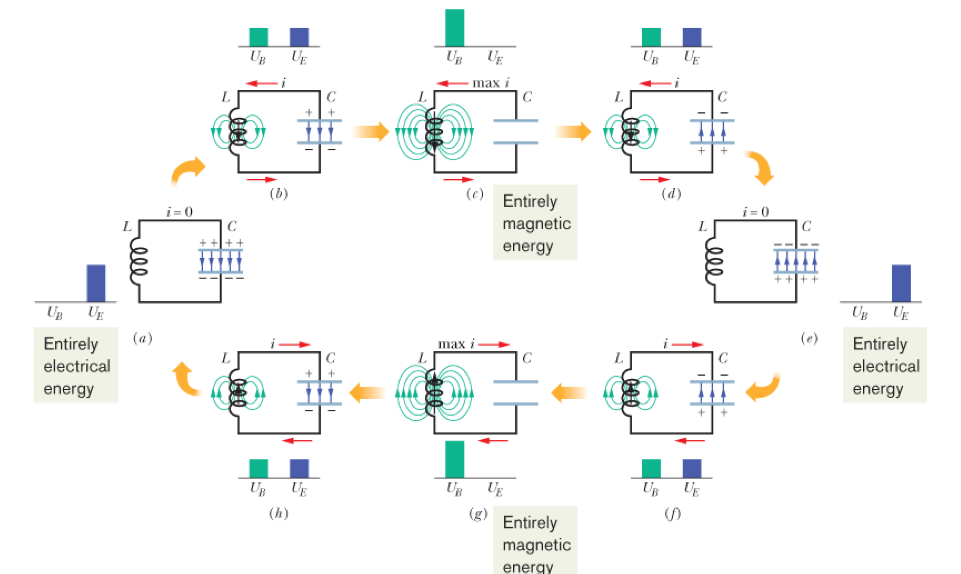 U_B U_E
U_B U_E
U_B U_E
i
L C
+ +
– –
(b)
max i
L C
(c)
Entirely
magnetic
energy
i
L C
– –
+ +
(d)
i = 0
L C
+ + + +
– – – –
U_B U_E
(a)
Entirely
electrical
energy
i = 0
L C
– – – –
+ + + +
U_B U_E
(e)
Entirely
electrical
energy
i
L C
+ +
– –
U_B U_E
(h)
max i
L C
U_B U_E
(g)
Entirely
magnetic
energy
i
L C
– –
+ +
U_B U_E
(f)